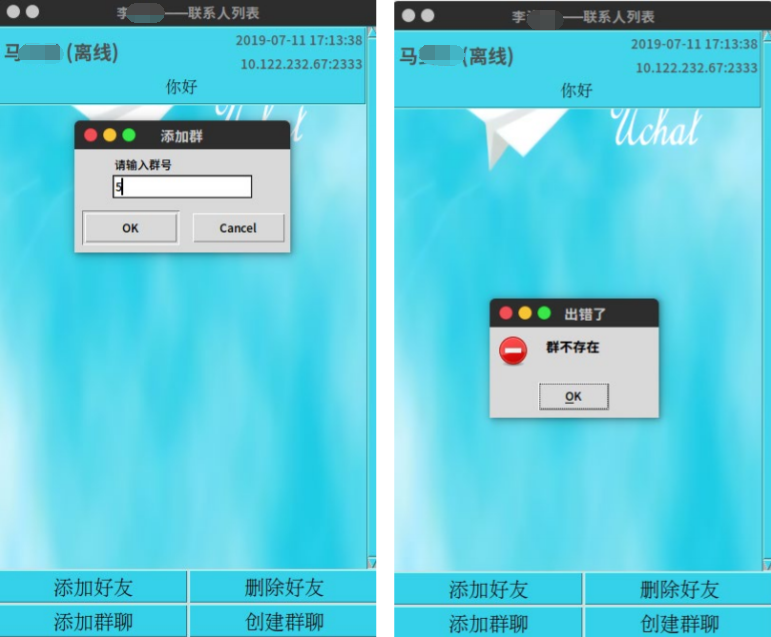 李 ——联系人列表
马 (离线)
2019-07-11 17:13:38
10.122.232.67:2333
你好
Uchat
添加群
请输入群号
5
OK
Cancel
添加好友
删除好友
添加群聊
创建群聊
李 ——联系人列表
马 (离线)
2019-07-11 17:13:38
10.122.232.67:2333
你好
Uchat
出错了
群不存在
OK
添加好友
删除好友
添加群聊
创建群聊